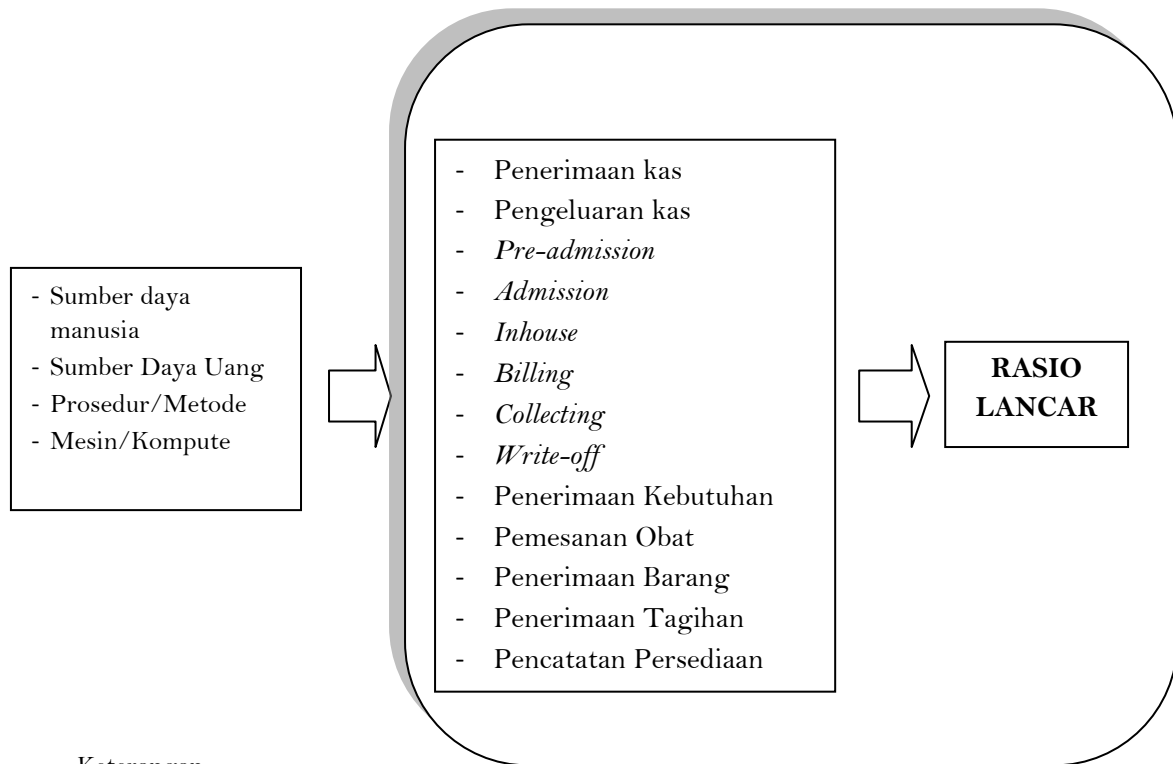 - Sumber daya
manusia
- Sumber Daya Uang
- Prosedur/Metode
- Mesin/Kompute
- Penerimaan kas
- Pengeluaran kas
- Pre-admission
- Admission
- Inhouse
- Billing
- Collecting
- Write-off
- Penerimaan Kebutuhan
- Pemesanan Obat
- Penerimaan Barang
- Penerimaan Tagihan
- Pencatatan Persediaan
RASIO
LANCAR
Keterangan